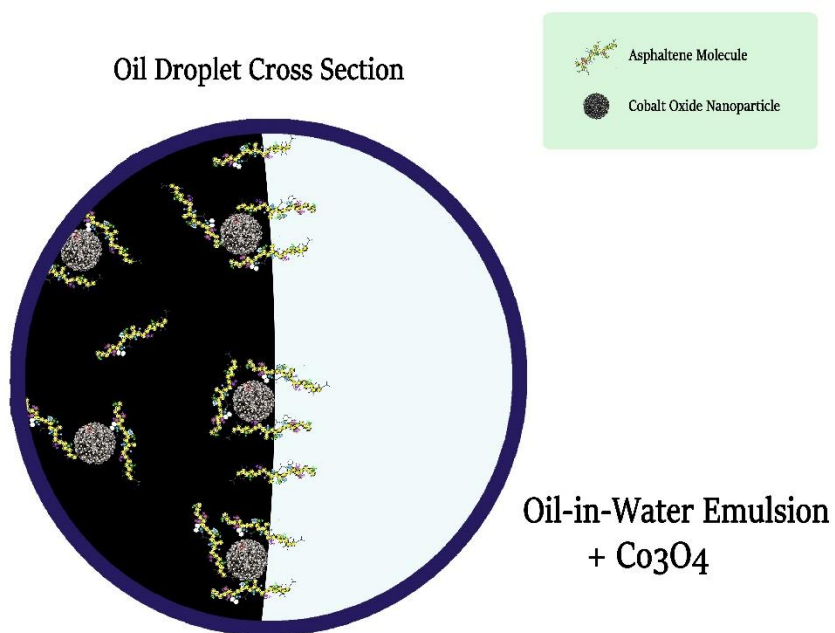 Asphaltene Molecule
Oil Droplet Cross Section
Cobalt Oxide Nanoparticle
Oil-in-Water Emulsion
+ Co3O4